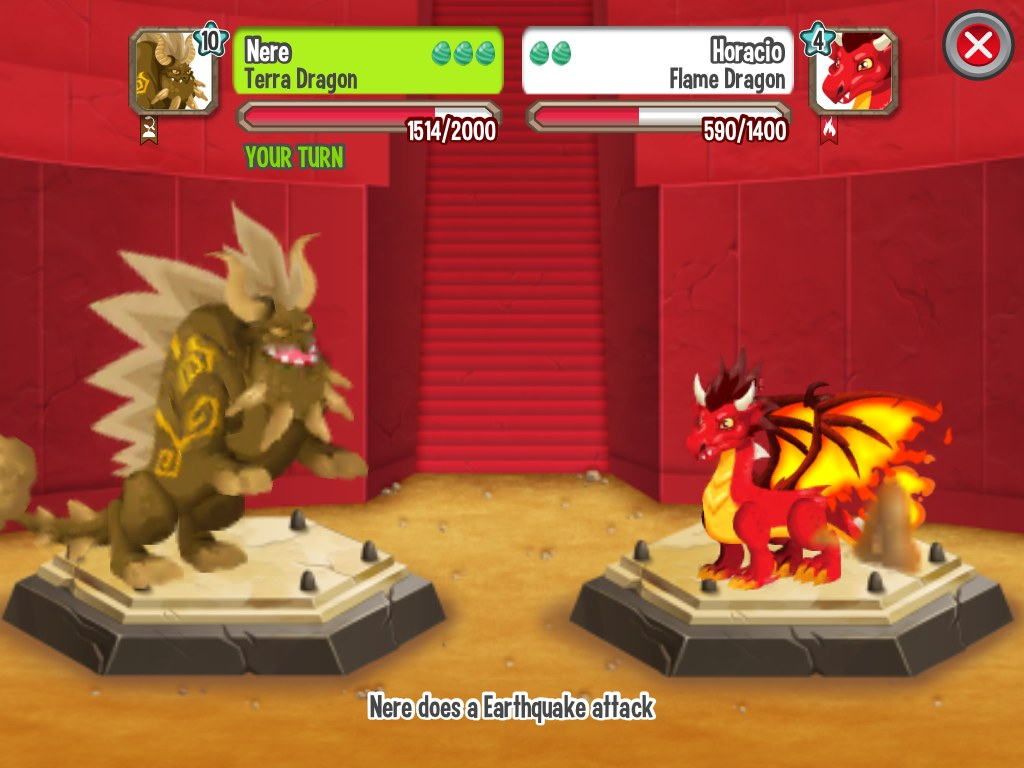 10
Nere
Terra Dragon
1514/2000
YOUR TURN
4
Horacio
Flame Dragon
590/1400
Nere does a Earthquake attack